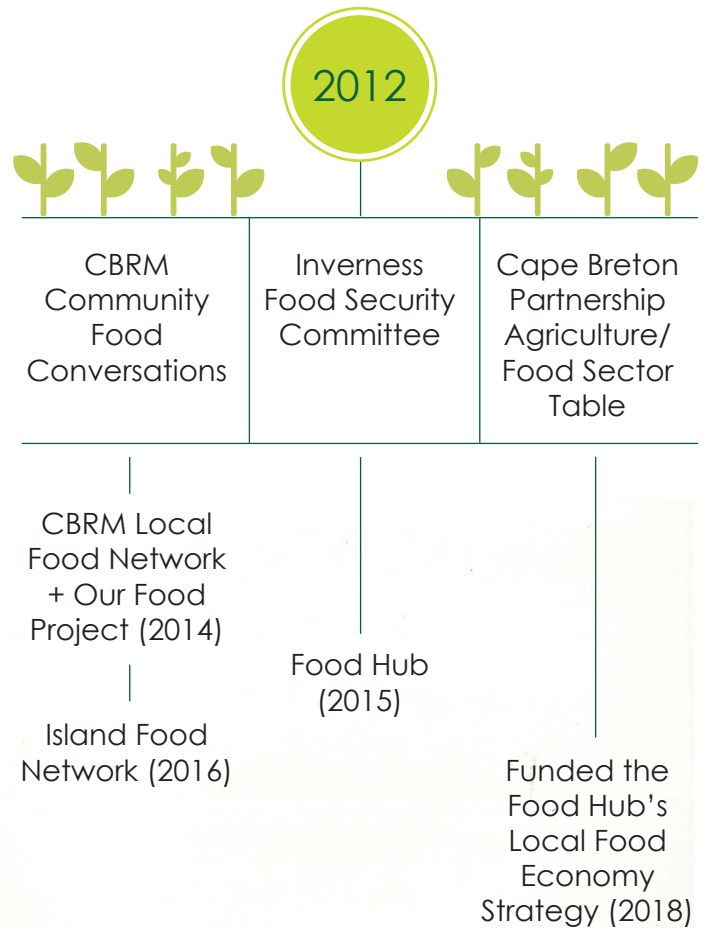 2012
CBRM
Community
Food
Conversations
Inverness
Food Security
Committee
Cape Breton
Partnership
Agriculture/
Food Sector
Table
CBRM Local
Food Network
+ Our Food
Project (2014)
Island Food
Network (2016)
Food Hub
(2015)
Funded the
Food Hub’s
Local Food
Economy
Strategy (2018)